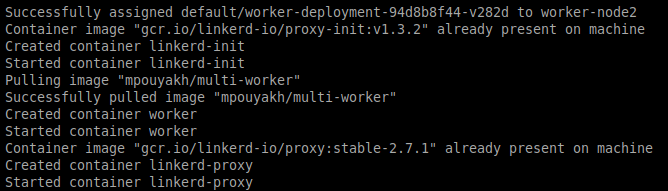 Successfully assigned default/worker-deployment-94d8b8f44-v282d to worker-node2
Container image "gcr.io/linkerd-io/proxy-init:v1.3.2" already present on machine
Created container linkerd-init
Started container linkerd-init
Pulling image "mpouyakh/multi-worker"
Successfully pulled image "mpouyakh/multi-worker"
Created container worker
Started container worker
Container image "gcr.io/linkerd-io/proxy:stable-2.7.1" already present on machine
Created container linkerd-proxy
Started container linkerd-proxy